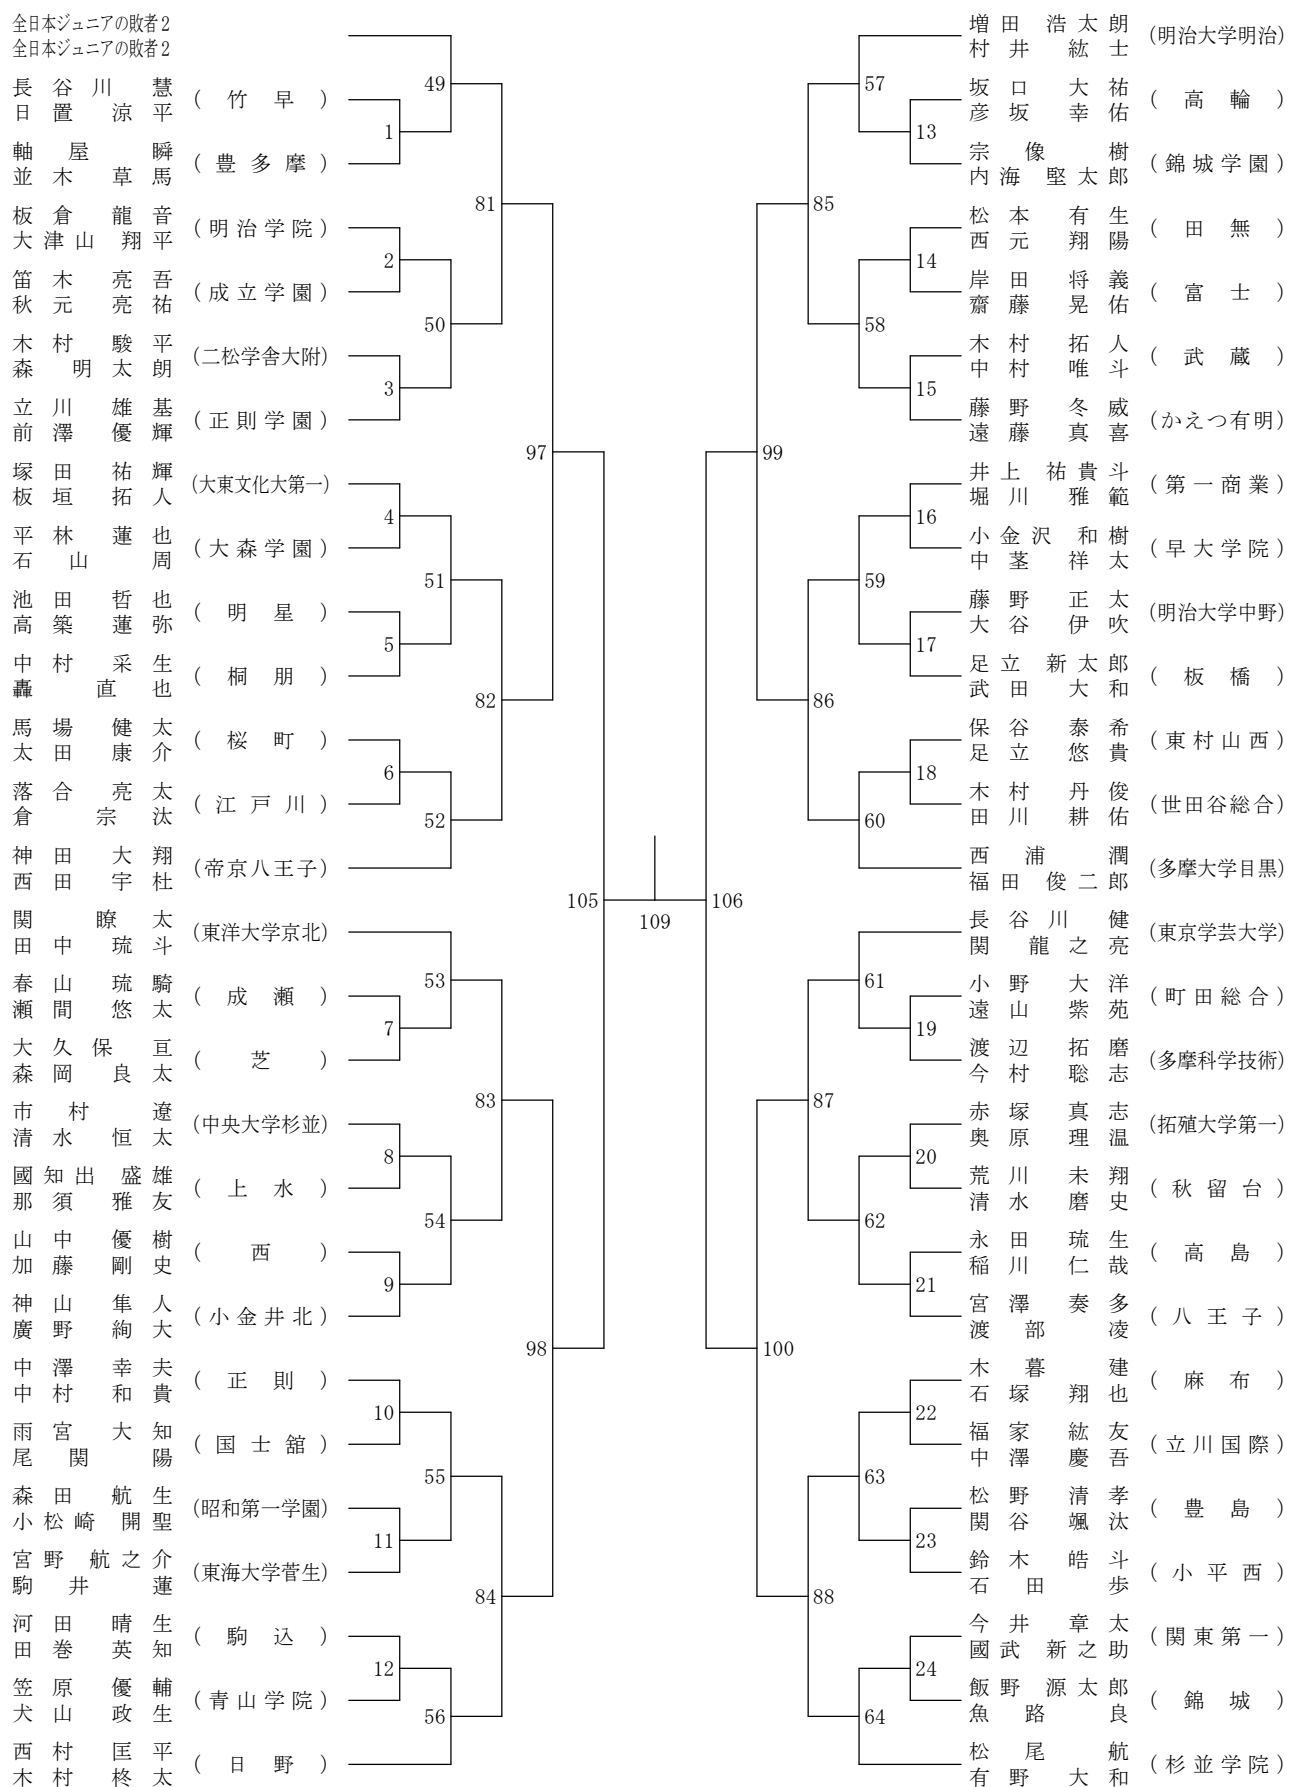 全日本ジュニアの敗者2
全日本ジュニアの敗者2
長谷川 慧
日置 涼平
(竹早)
軸屋 瞬
並木 草馬
(豊多摩)
板倉 龍音
大津山 翔平
(明治学院)
笛木 亮吾
秋元 亮祐
(成立学園)
木村 駿平
森 明太朗
(二松学舎大附)
立川 雄基
前澤 優輝
(正則学園)
塚田 祐輝
板垣 拓人
(大東文化大第一)
平林 蓮也
石山 周
(大森学園)
池田 哲也
高築 蓮弥
(明星)
中村 采生
轟 直也
(桐朋)
馬場 健太
太田 康介
(桜町)
落合 亮太
倉 宗汰
(江戸川)
神田 大翔
西田 宇杜
(帝京八王子)
関 瞭太
田中 琉斗
(東洋大学京北)
春山 琉騎
瀬間 悠太
(成瀬)
大久保 亘
森岡 良太
(芝)
市村 遼
清水 恒太
(中央大学杉並)
國知出 盛雄
那須 雅友
(上水)
山中 優樹
加藤 剛史
(西)
神山 隼人
廣野 絢大
(小金井北)
中澤 幸夫
中村 和貴
(正則)
雨宮 大知
尾関 陽
(国士舘)
森田 航生
小松崎 開聖
(昭和第一学園)
宮野 航之介
駒井 蓮
(東海大学菅生)
河田 晴生
田巻 英知
(駒込)
笠原 優輔
犬山 政生
(青山学院)
西村 匡平
木村 柊太
(日野)
49
1
81
2
50
3
97
4
51
5
82
6
52
105
53
7
83
8
54
9
98
10
55
11
84
12
56
109
106
57
13
85
14
58
15
99
16
59
17
86
18
60
61
19
87
20
62
21
100
22
63
23
88
24
64
増田 浩太朗
村井 紘士
(明治大学明治)
坂口 大祐
彦坂 幸佑
(高輪)
宗像 樹
内海 堅太郎
(錦城学園)
松本 有生
西元 翔陽
(田無)
岸田 将義
齋藤 晃佑
(富士)
木村 拓人
中村 唯斗
(武蔵)
藤野 冬威
遠藤 真喜
(かえつ有明)
井上 祐貴斗
堀川 雅範
(第一商業)
小金沢 和樹
中茎 祥太
(早大学院)
藤野 正太
大谷 伊吹
(明治大学中野)
足立 新太郎
武田 大和
(板橋)
保谷 泰希
足立 悠貴
(東村山西)
木村 丹俊
田川 耕佑
(世田谷総合)
西浦 潤
福田 俊二郎
(多摩大学目黒)
長谷川 健
関 龍之亮
(東京学芸大学)
小野 大洋
遠山 紫苑
(町田総合)
渡辺 拓磨
今村 聡志
(多摩科学技術)
赤塚 真志
奥原 理温
(拓殖大学第一)
荒川 未翔
清水 磨史
(秋留台)
永田 琉生
稲川 仁哉
(高島)
宮澤 奏多
渡部 凌
(八王子)
木暮 建
石塚 翔也
(麻布)
福家 紘友
中澤 慶吾
(立川国際)
松野 清孝
関谷 颯汰
(豊島)
鈴木 皓斗
石田 歩
(小平西)
今井 章太
國武 新之助
(関東第一)
飯野 源太郎
魚路 良
(錦城)
松尾 航
有野 大和
(杉並学院)